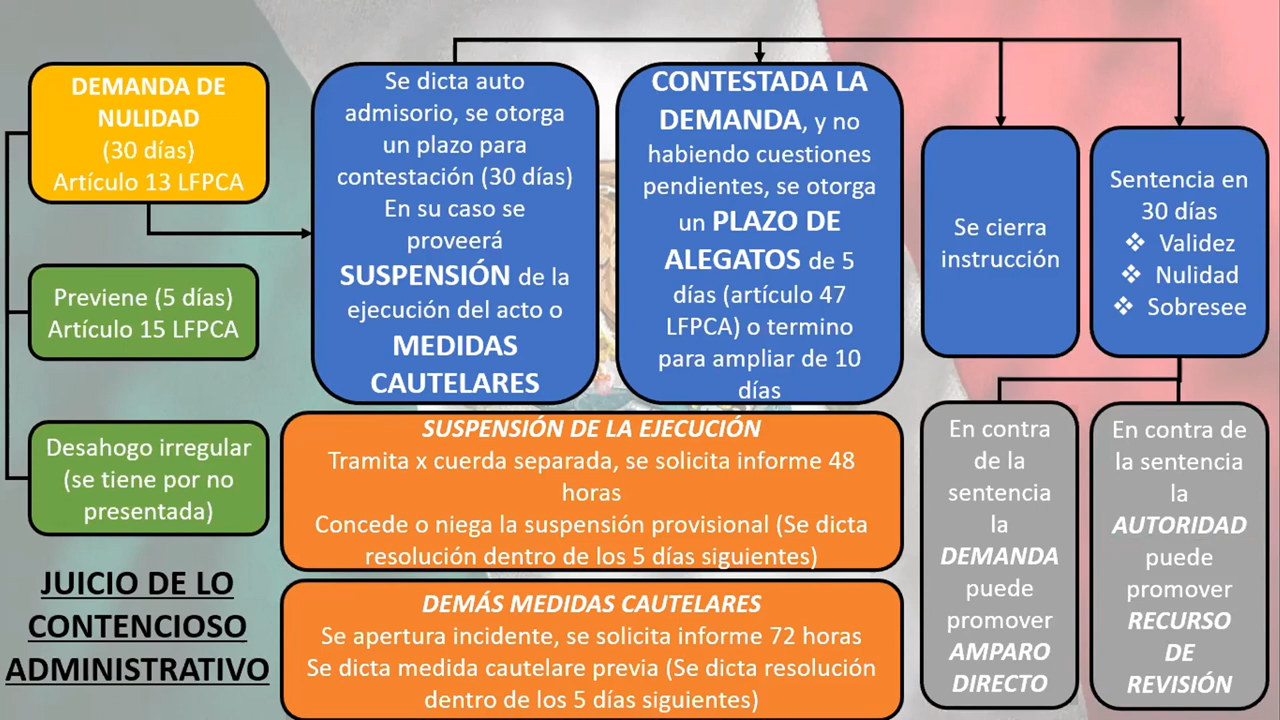 DEMANDA DE
NULIDAD
(30 días)
Artículo 13 LFPCA
Previene (5 días)
Artículo 15 LFPCA
Desahogo irregular
(se tiene por no
presentada)
JUICIO DE LO
CONTENCIOSO
ADMINISTRATIVO
Se dicta auto
admisorio, se otorga
un plazo para
contestación (30 días)
En su caso se
proveerá
SUSPENSIÓN de la
ejecución del acto o
MEDIDAS
CAUTELARES
CONTESTADA LA
DEMANDA, y no
habiendo cuestiones
pendientes, se otorga
un PLAZO DE
ALEGATOS de 5
días (artículo 47
LFPCA) o termino
para ampliar de 10
días
Se cierra
instrucción
Sentencia en
30 días
❖ Validez
❖ Nulidad
❖ Sobresee
SUSPENSIÓN DE LA EJECUCIÓN
Tramita x cuerda separada, se solicita informe 48
horas
Concede o niega la suspensión provisional (Se dicta
resolución dentro de los 5 días siguientes)
DEMÁS MEDIDAS CAUTELARES
Se apertura incidente, se solicita informe 72 horas
Se dicta medida cautelare previa (Se dicta resolución
dentro de los 5 días siguientes)
En contra
de la
sentencia
la
DEMANDA
puede
promover
AMPARO
DIRECTO
En contra de
la sentencia
la
AUTORIDAD
puede
promover
RECURSO
DE
REVISIÓN